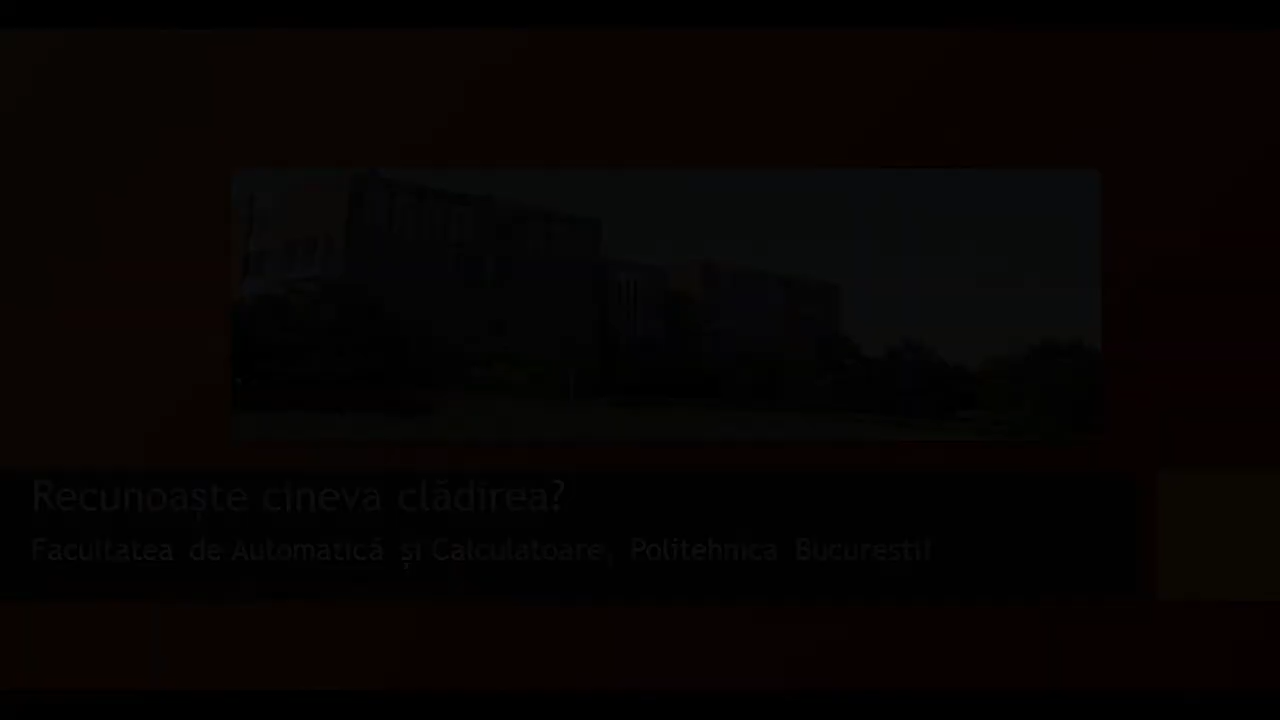 Recunoaște cineva clădirea?
Facultatea de Automatică și Calculatoare, Politehnica București!